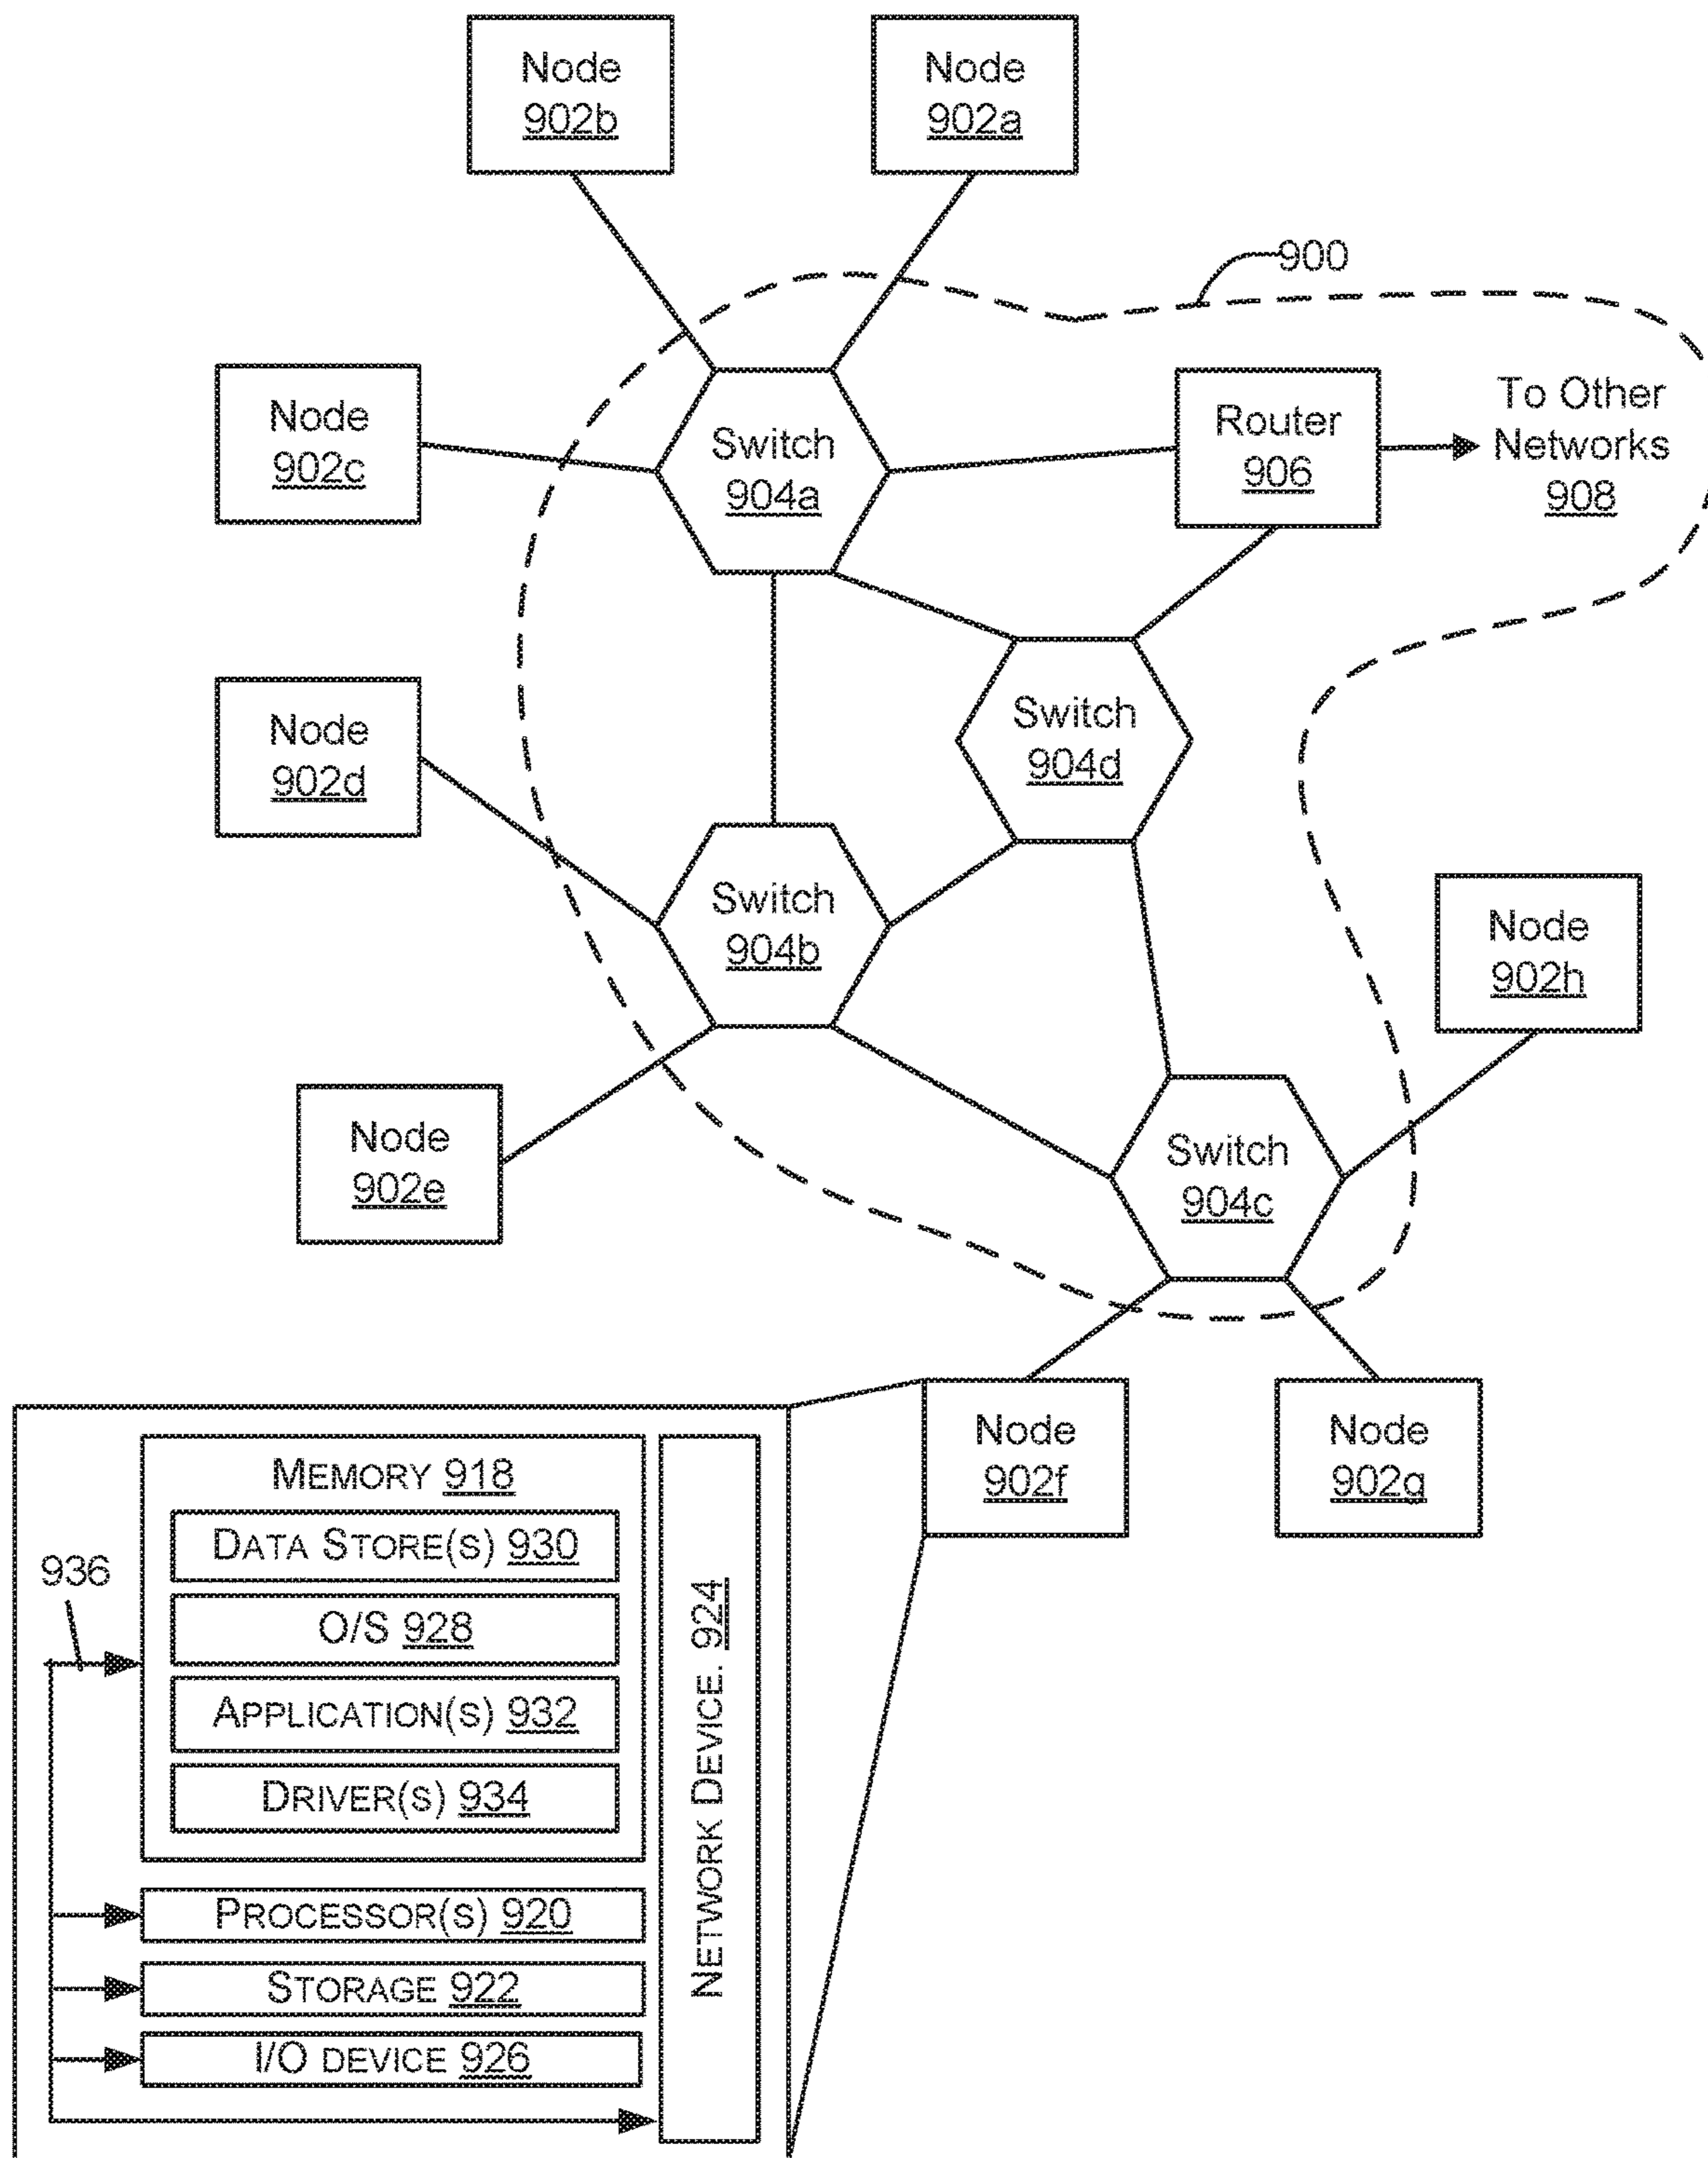 Node
902b
Node
902a
900
Node
902c
Switch
904a
Router
906
To Other
Networks
908
Node
902d
Switch
904d
Switch
904b
Node
902h
Node
902e
Switch
904c
Node
902f
Node
902g
MEMORY 918
DATA STORE(S) 930
936
O/S 928
APPLICATION(S) 932
DRIVER(S) 934
NETWORK DEVICE. 924
PROCESSOR(S) 920
STORAGE 922
I/O DEVICE 926